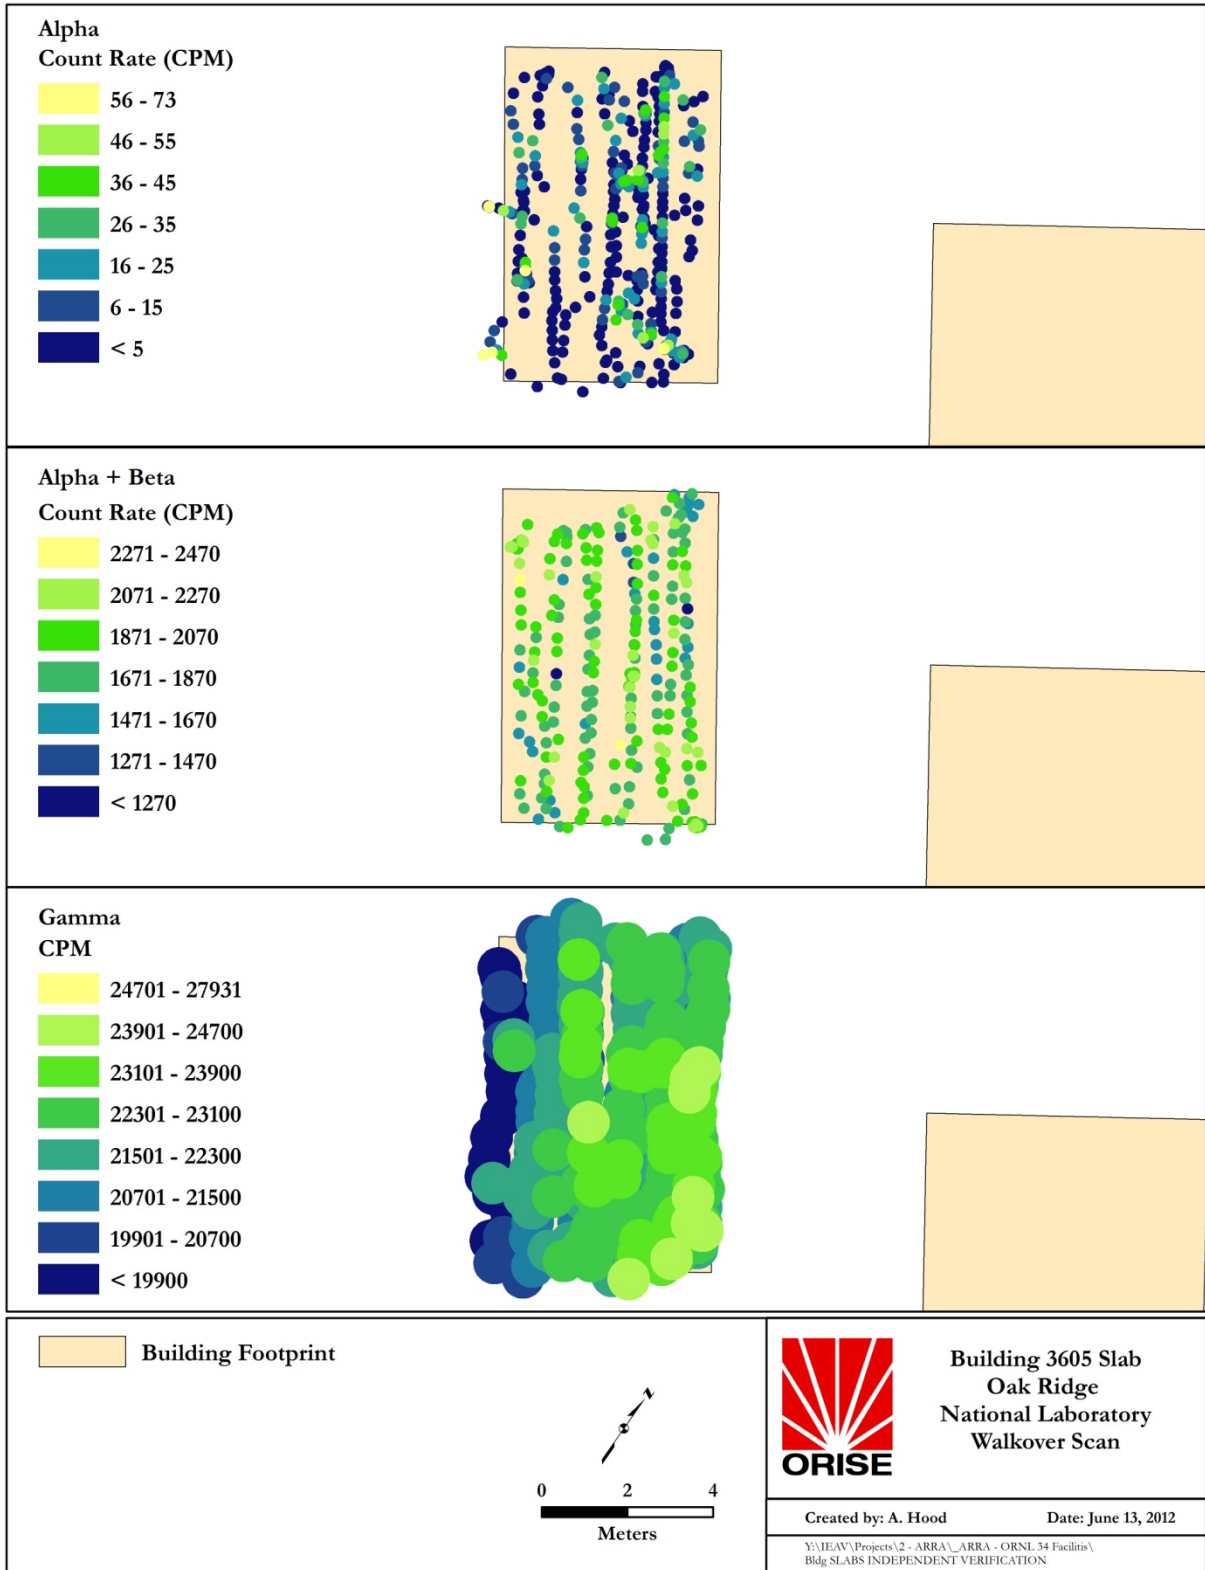 Alpha
Count Rate (CPM)
56 - 73
46 - 55
36 - 45
26 - 35
16 - 25
6 - 15
< 5
Alpha + Beta
Count Rate (CPM)
2271 - 2470
2071 - 2270
1871 - 2070
1671 - 1870
1471 - 1670
1271 - 1470
< 1270
Gamma
CPM
24701 - 27931
23901 - 24700
23101 - 23900
22301 - 23100
21501 - 22300
20701 - 21500
19901 - 20700
< 19900
Building Footprint
N
0 2 4
Meters
ORISE
Building 3605 Slab
Oak Ridge
National Laboratory
Walkover Scan
Created by: A. Hood Date: June 13, 2012
Y:\IEAV\Projects\2 - ARRA\_ARRA - ORNL 34 Facilitis\
Bldg SLABS INDEPENDENT VERIFICATION